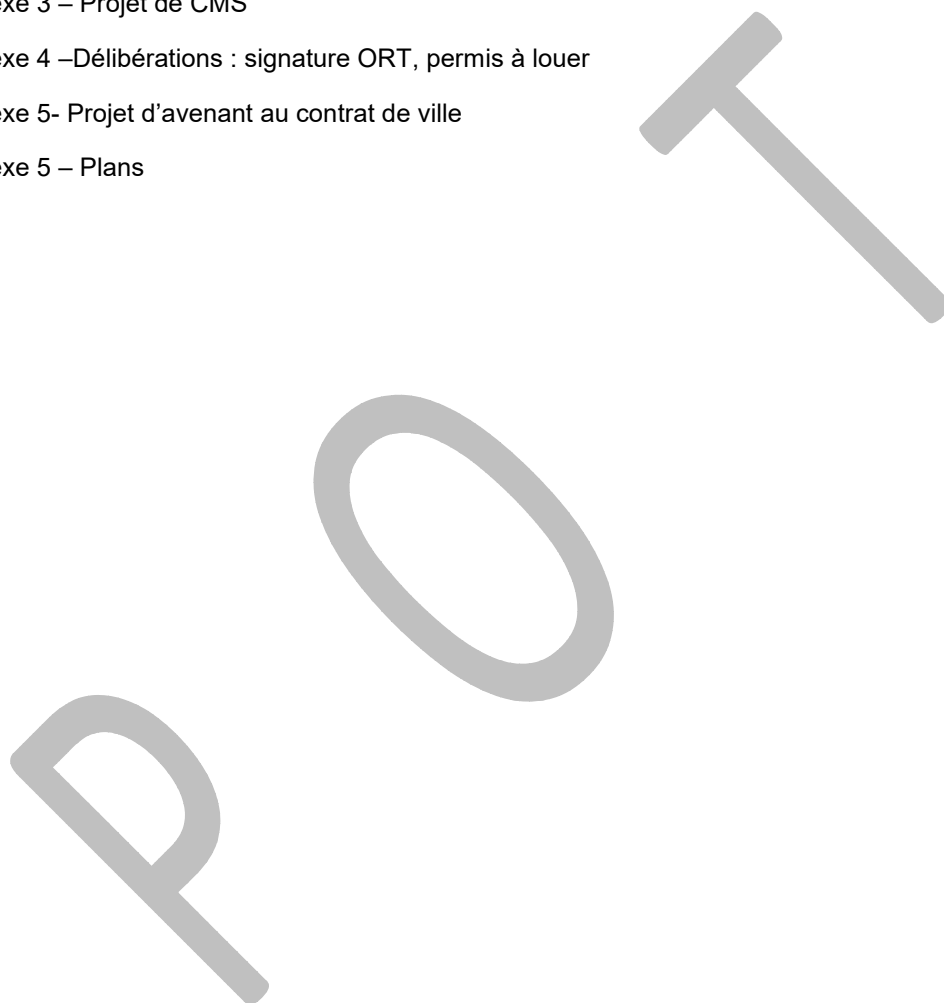 exe 3 – Projet de CMS
exe 4 –Délibérations : signature ORT, permis à louer
exe 5- Projet d’avenant au contrat de ville
exe 5 – Plans
P O T